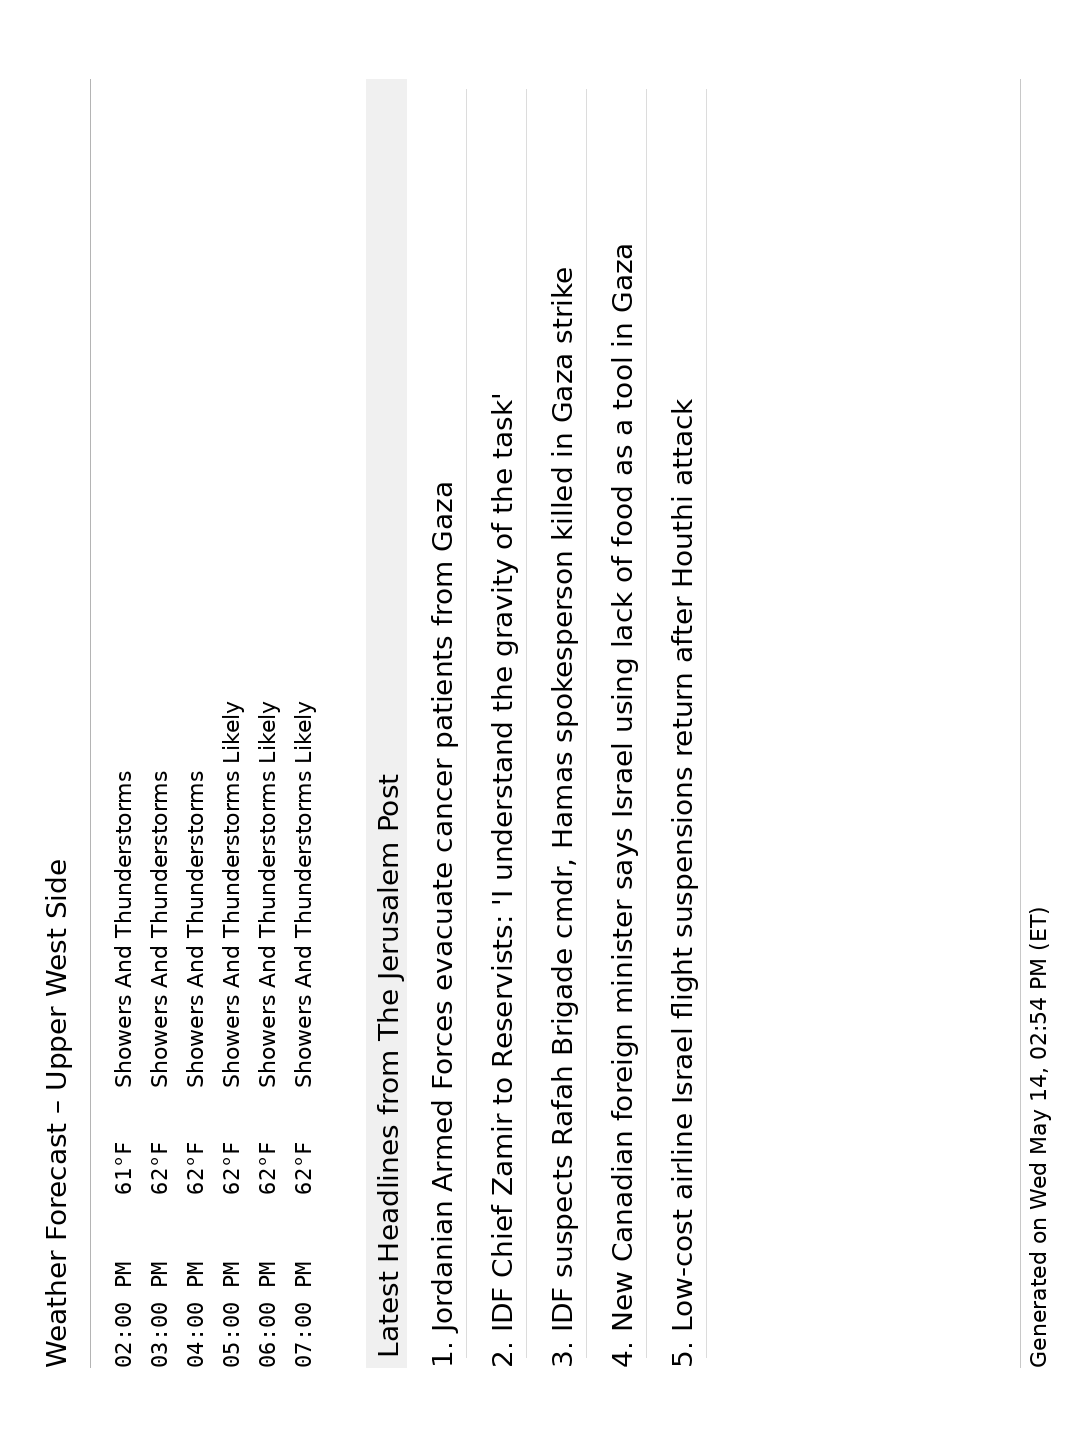 Weather Forecast – Upper West Side
02:00 PM 61°F Showers And Thunderstorms
03:00 PM 62°F Showers And Thunderstorms
04:00 PM 62°F Showers And Thunderstorms
05:00 PM 62°F Showers And Thunderstorms Likely
06:00 PM 62°F Showers And Thunderstorms Likely
07:00 PM 62°F Showers And Thunderstorms Likely
Latest Headlines from The Jerusalem Post
1. Jordanian Armed Forces evacuate cancer patients from Gaza
2. IDF Chief Zamir to Reservists: 'I understand the gravity of the task'
3. IDF suspects Rafah Brigade cmdr, Hamas spokesperson killed in Gaza strike
4. New Canadian foreign minister says Israel using lack of food as a tool in Gaza
5. Low-cost airline Israel flight suspensions return after Houthi attack
Generated on Wed May 14, 02:54 PM (ET)